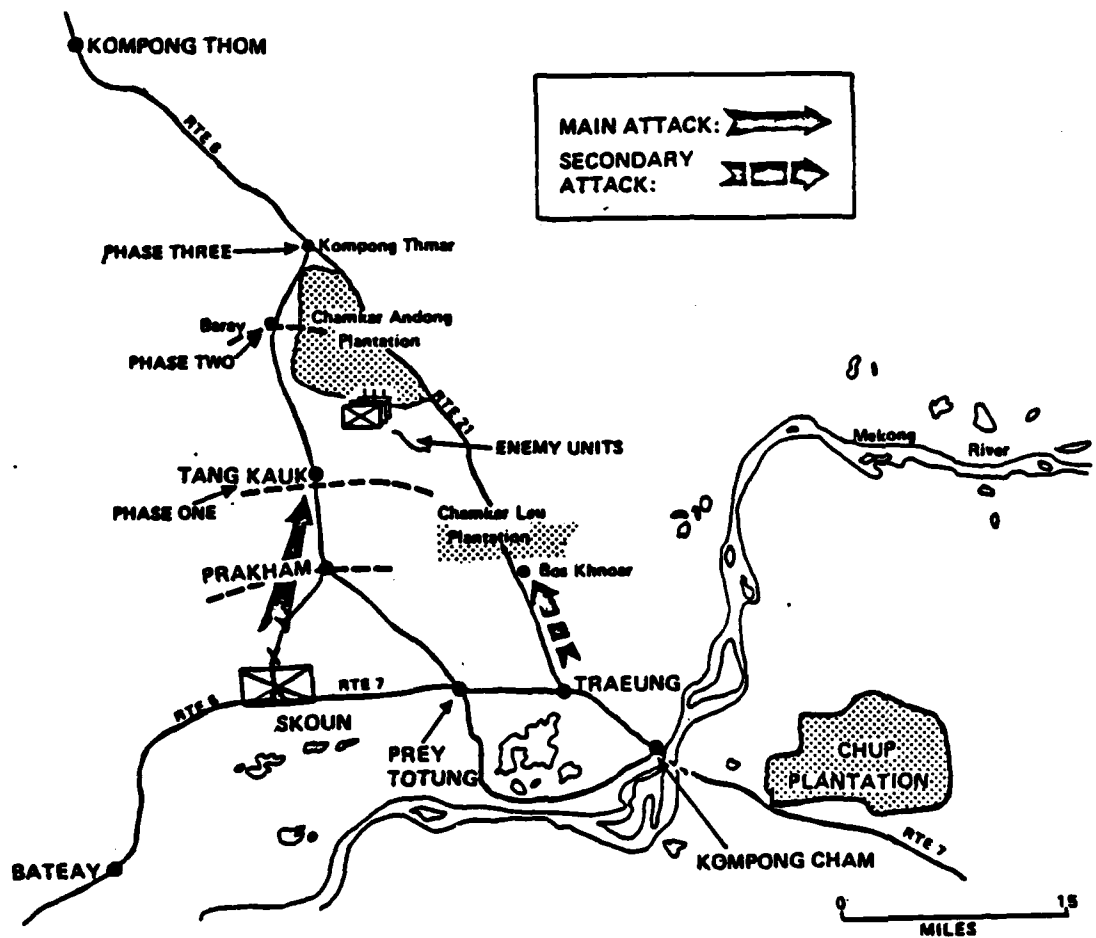 KOMPONG THOM
RTE 6
MAIN ATTACK:
SECONDARY
ATTACK:
PHASE THREE
Kompong Thmar
Baray
Chamkar Andong
Plantation
PHASE TWO
RTE 21
Mekong
River
ENEMY UNITS
TANG KAUK
PHASE ONE
Chamkar Leu
Plantation
PRAKHAM
Bos Khnoar
RTE 7
TRAEUNG
RTE 6
SKOUN
PREY
TOTUNG
CHUP
PLANTATION
RTE 7
KOMPONG CHAM
BATEAY
0 15
MILES